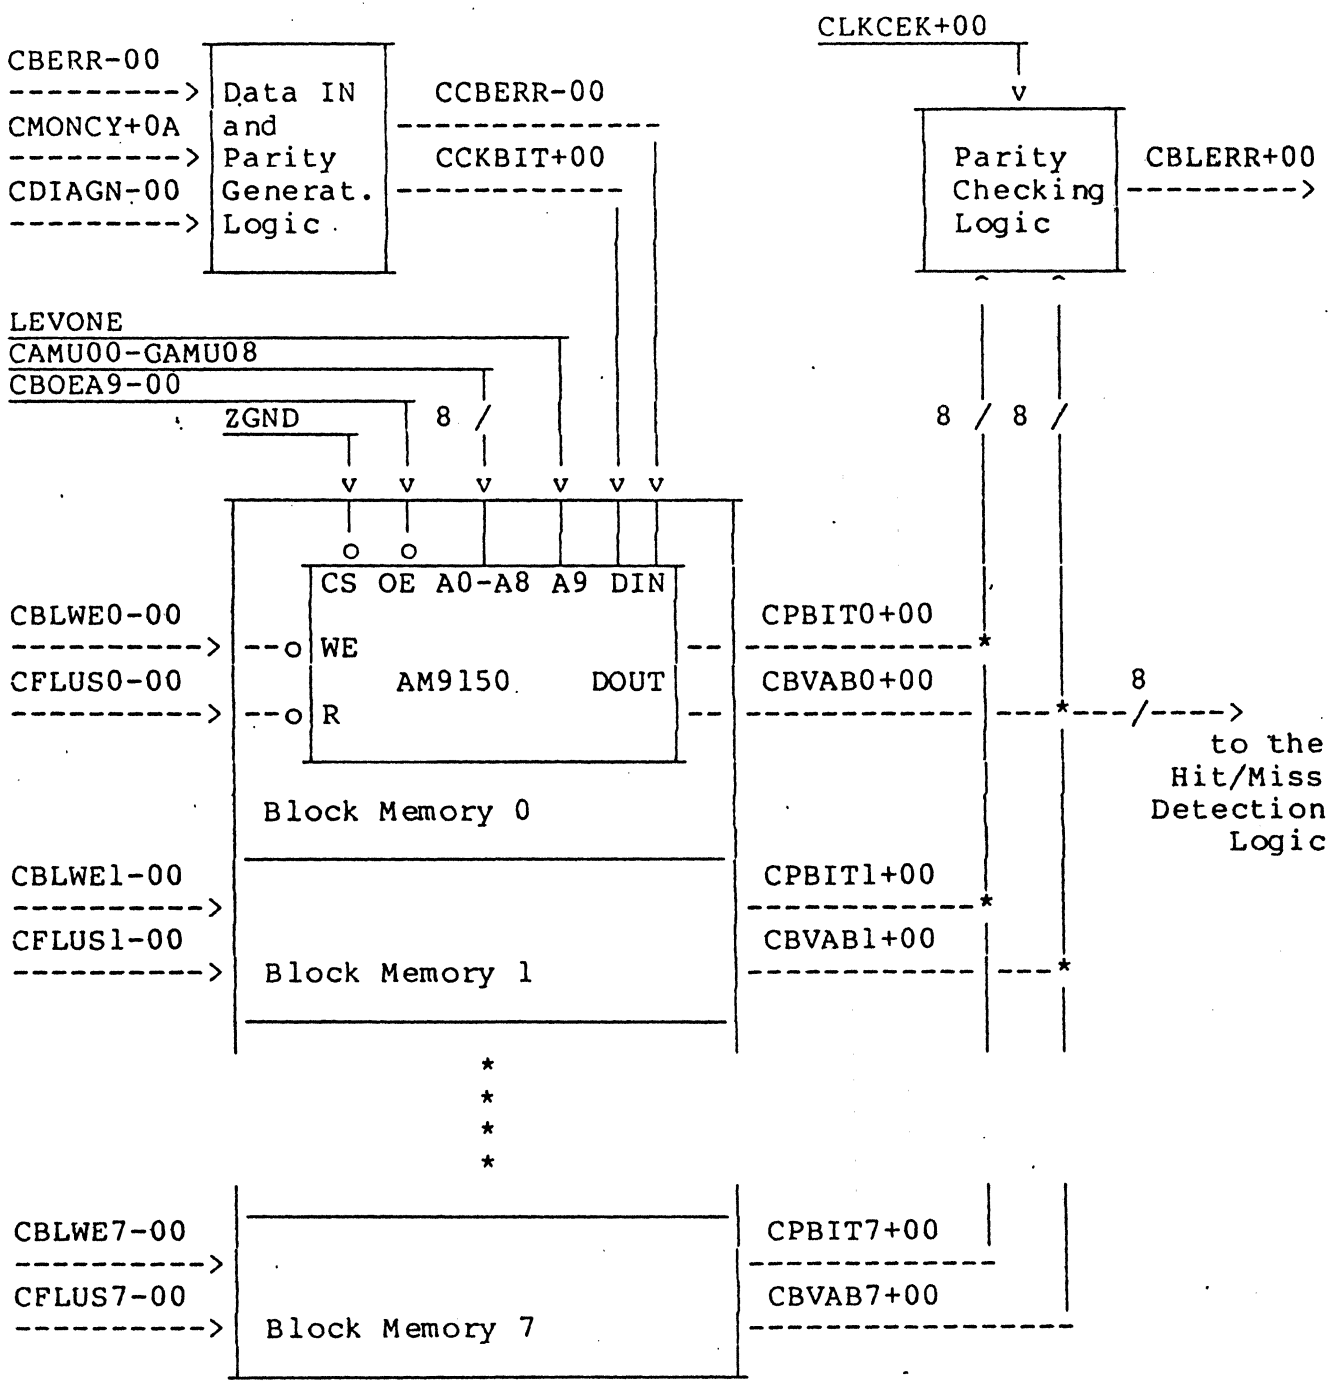 CLKCEK+00
CBERR-00
Data IN
CCBERR-00
CMONCY+0A
and
Parity
CCKBIT+00
Parity
CBLERR+00
CDIAGN-00
Generat.
Checking
Logic
Logic
LEVONE
CAMU00-GAMU08
CBOEA9-00
ZGND
8
8
8
CS OE A0-A8 A9 DIN
CBLWE0-00
WE
CPBIT0+00
CFLUS0-00
AM9150
DOUT
CBVAB0+00
8
R
to the
Hit/Miss
Detection
Logic
Block Memory 0
CBLWE1-00
CPBIT1+00
CFLUS1-00
CBVAB1+00
Block Memory 1
CBLWE7-00
CPBIT7+00
CFLUS7-00
CBVAB7+00
Block Memory 7